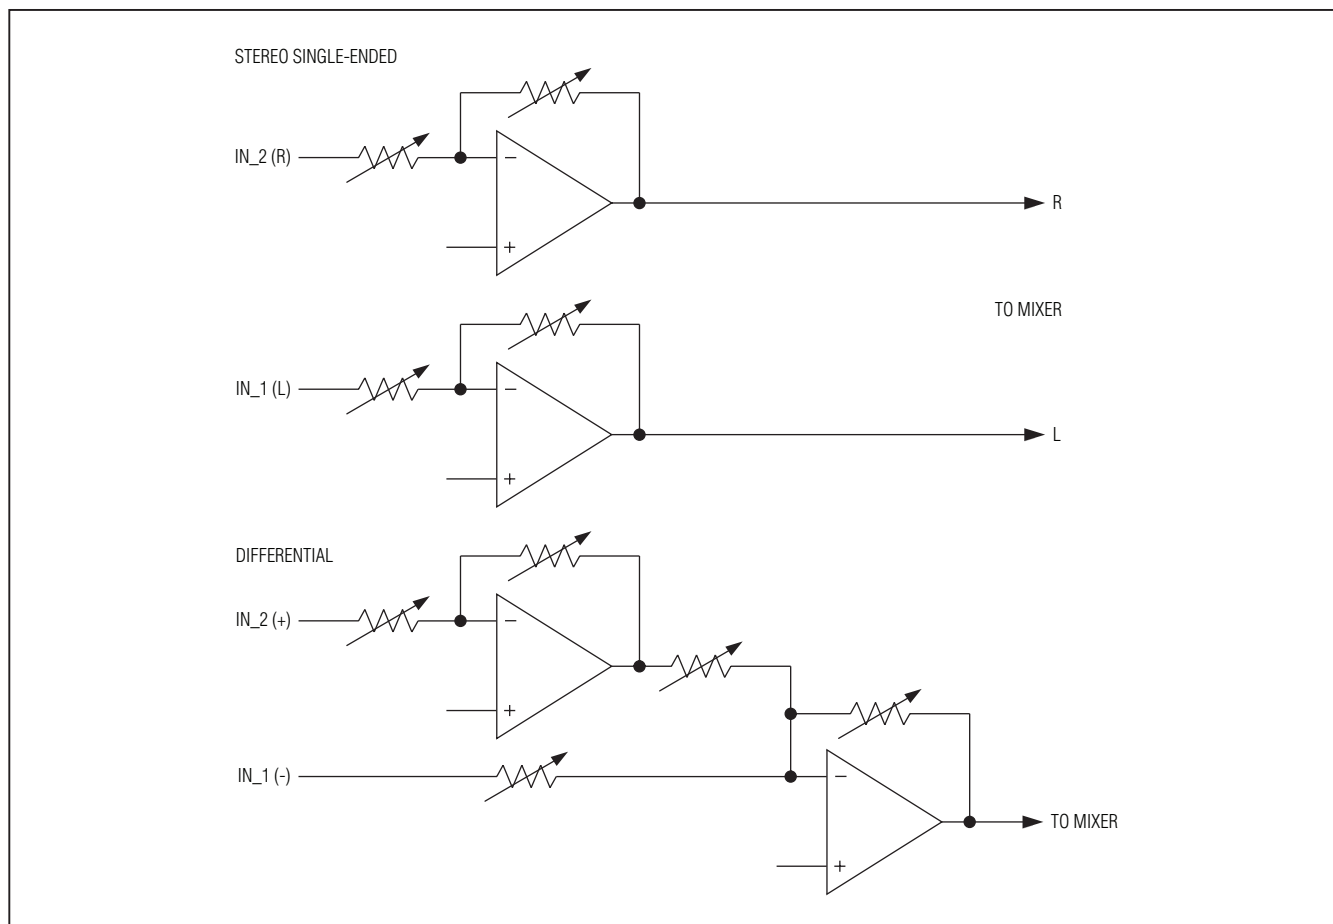 STEREO SINGLE-ENDED
IN_2 (R)
−
+
R
TO MIXER
IN_1 (L)
−
+
L
DIFFERENTIAL
IN_2 (+)
−
+
IN_1 (-)
−
+
TO MIXER